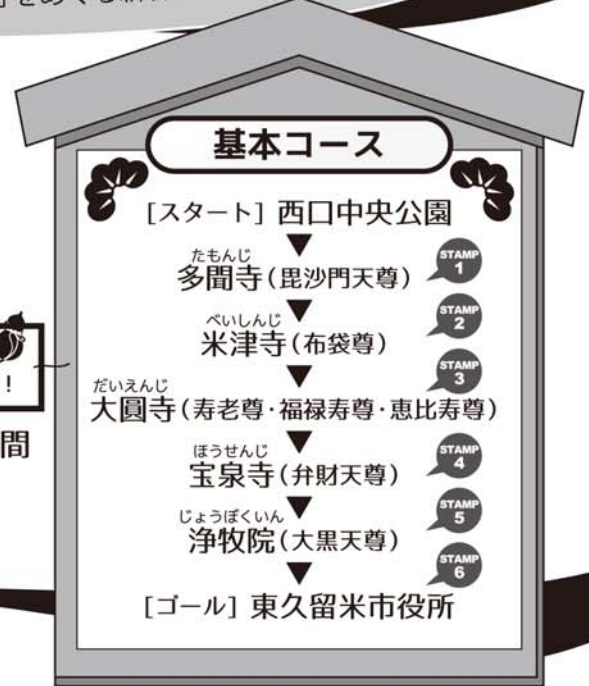 をめぐる
基本コース
[スタート] 西口中央公園
たもんじ
多聞寺(毘沙門天尊)
STAMP 1
べいしんじ
米津寺(布袋尊)
STAMP 2
だいえんじ
大圓寺(寿老尊・福禄寿尊・恵比寿尊)
STAMP 3
ほうせんじ
宝泉寺(弁財天尊)
STAMP 4
じょうぼくいん
浄牧院(大黒天尊)
STAMP 5
[ゴール] 東久留米市役所
STAMP 6
!
間